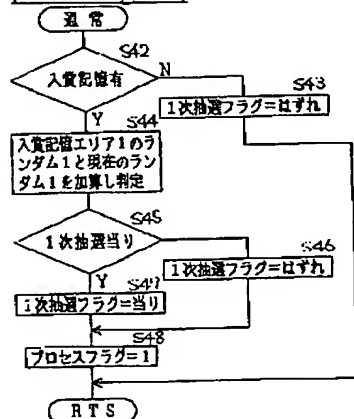 通常
S42
入賞記憶有
N
S43
1次抽選フラグ=はずれ
Y
S44
入賞記憶エリア1のラ
ンダム1と現在のラン
ダム1を加算し判定
S45
1次抽選当り
S46
1次抽選フラグ=はずれ
Y
S47
1次抽選フラグ=当り
S48
プロセスフラグ=1
RTS